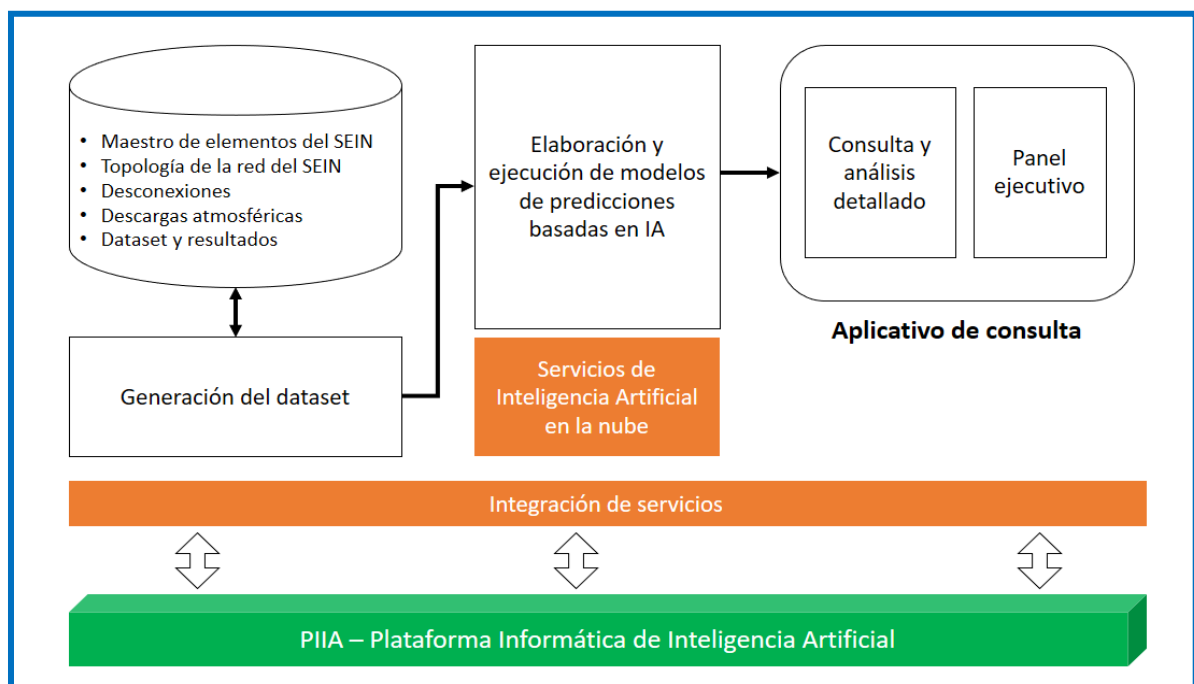 • Maestro de elementos del SEIN
• Topología de la red del SEIN
• Desconexiones
• Descargas atmosféricas
• Dataset y resultados
Generación del dataset
Elaboración y
ejecución de modelos
de predicciones
basadas en IA
Servicios de
Inteligencia Artificial
en la nube
Consulta y
análisis
detallado
Panel
ejecutivo
Aplicativo de consulta
Integración de servicios
PIIA – Plataforma Informática de Inteligencia Artificial